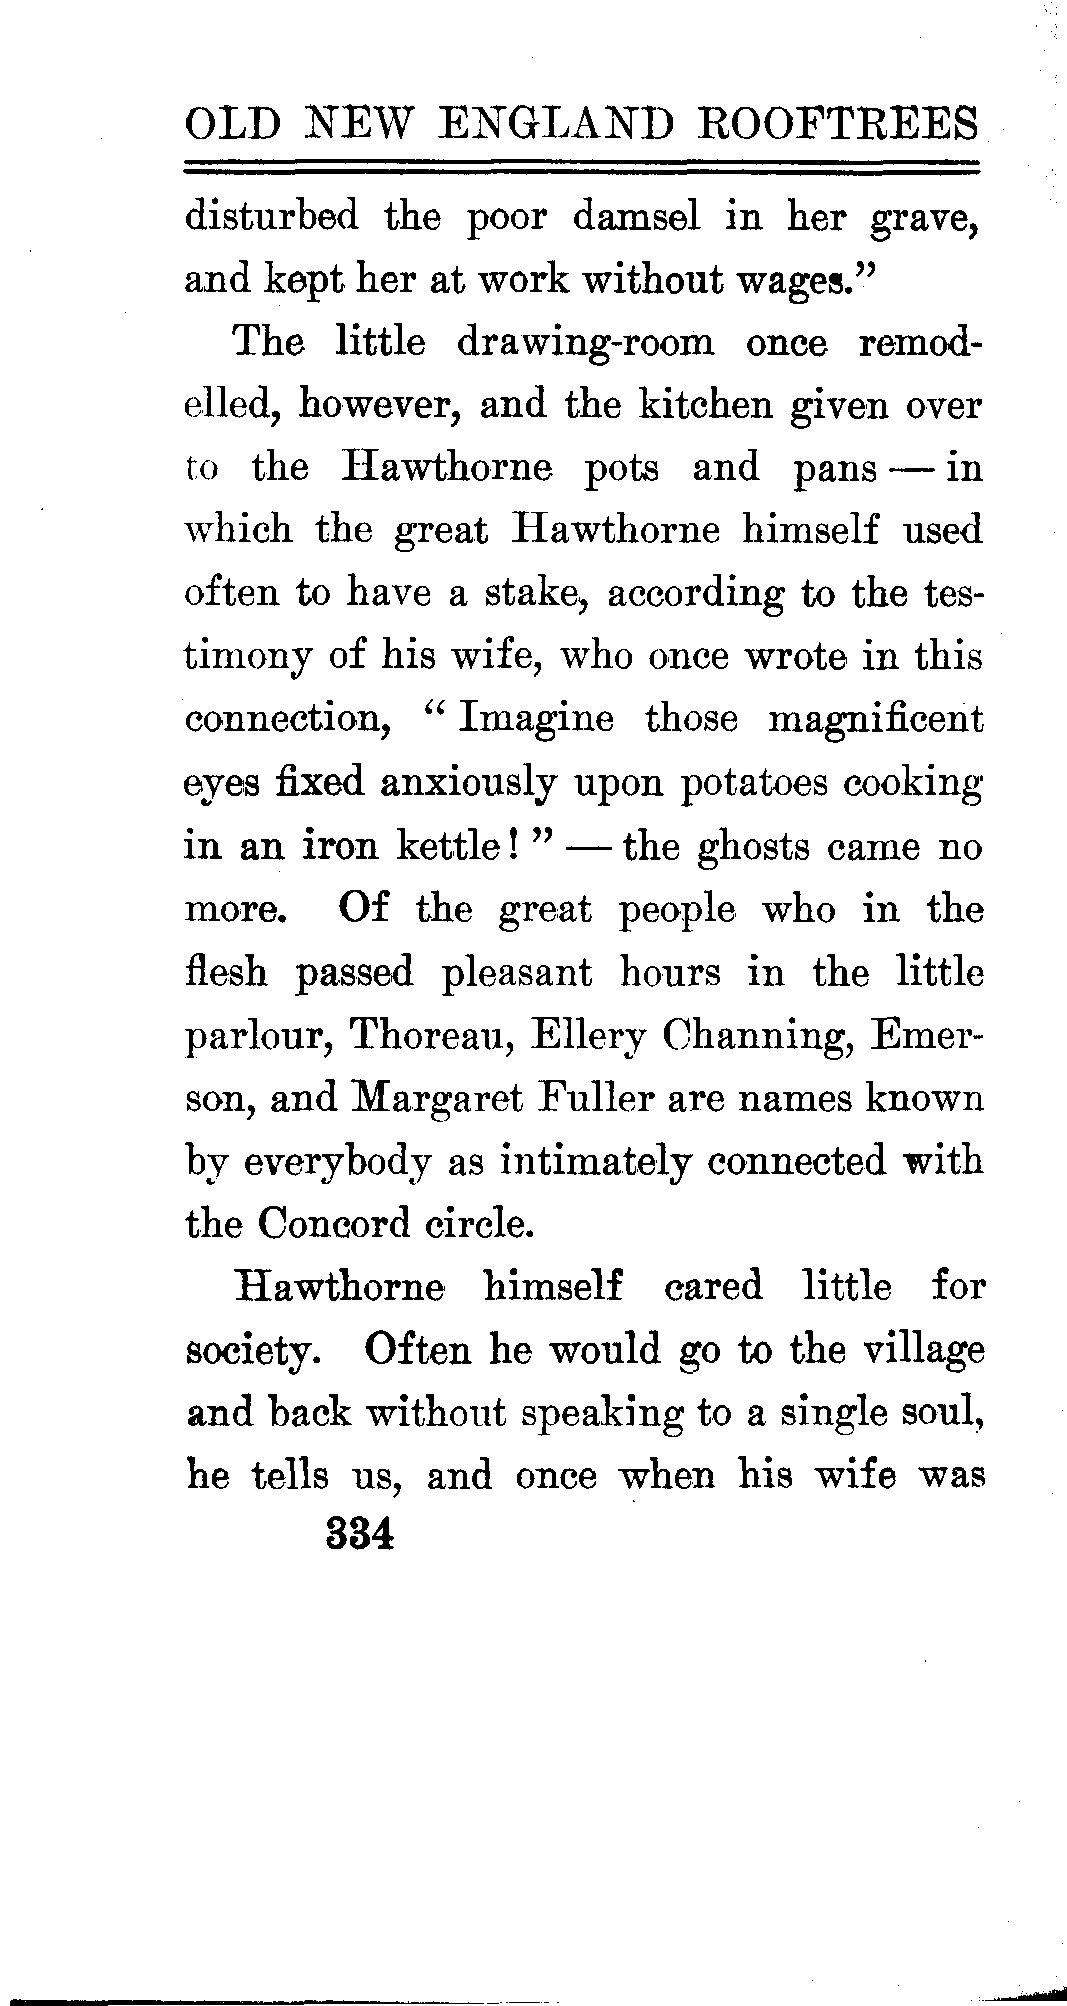 OLD NEW ENGLAND ROOFTREES
disturbed the poor damsel in her grave,
and kept her at work without wages.”
The little drawing-room once remod-
elled, however, and the kitchen given over
to the Hawthorne pots and pans — in
which the great Hawthorne himself used
often to have a stake, according to the tes-
timony of his wife, who once wrote in this
connection, “ Imagine those magnificent
eyes fixed anxiously upon potatoes cooking
in an iron kettle! ” — the ghosts came no
more. Of the great people who in the
flesh passed pleasant hours in the little
parlour, Thoreau, Ellery Channing, Emer-
son, and Margaret Fuller are names known
by everybody as intimately connected with
the Concord circle.
Hawthorne himself cared little for
society. Often he would go to the village
and back without speaking to a single soul,
he tells us, and once when his wife was
334